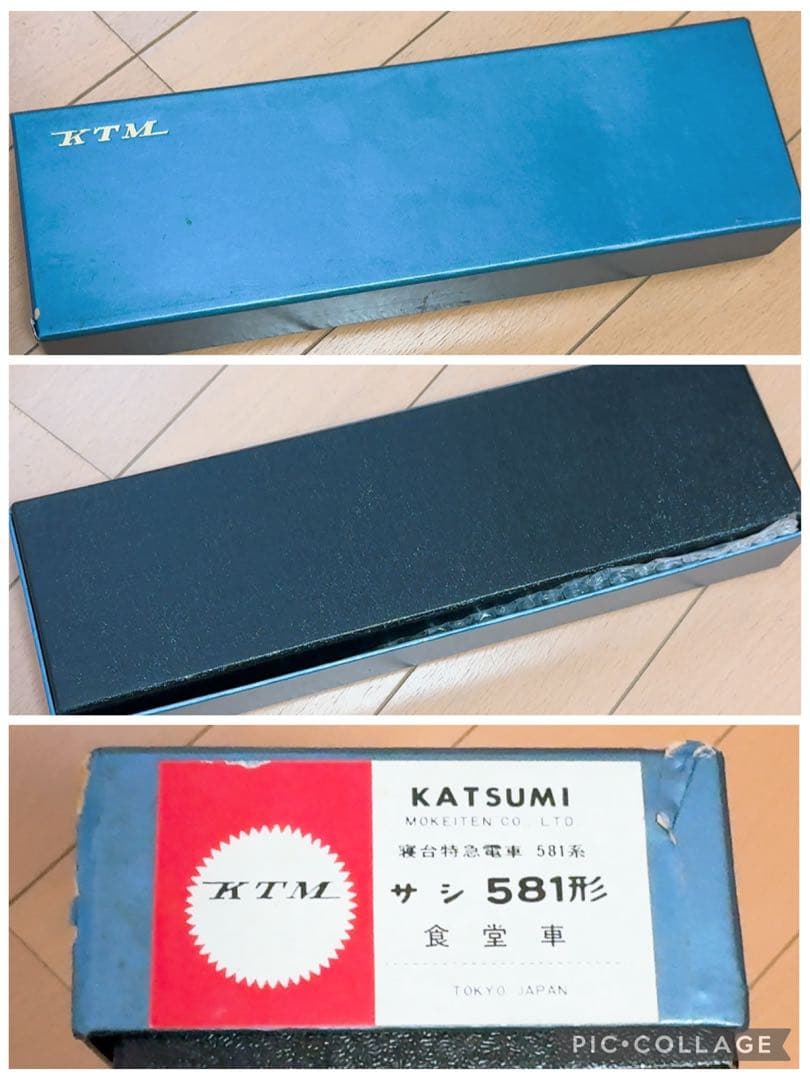 KTM
KATSUMI
MOKEITEN CO., LTD
寝台特急電車 581系
サシ 581形
KTM
食堂車
TOKYO JAPAN
PIC•COLLAGE